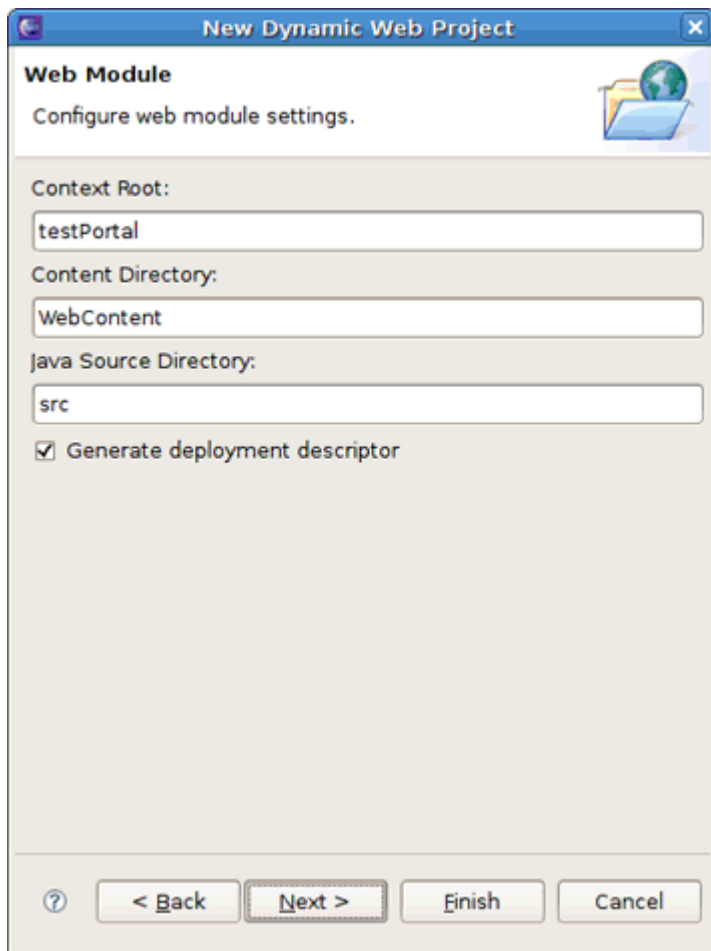 New Dynamic Web Project
Web Module
Configure web module settings.
Context Root:
testPortal
Content Directory:
WebContent
Java Source Directory:
src
Generate deployment descriptor
? < Back Next > Finish Cancel